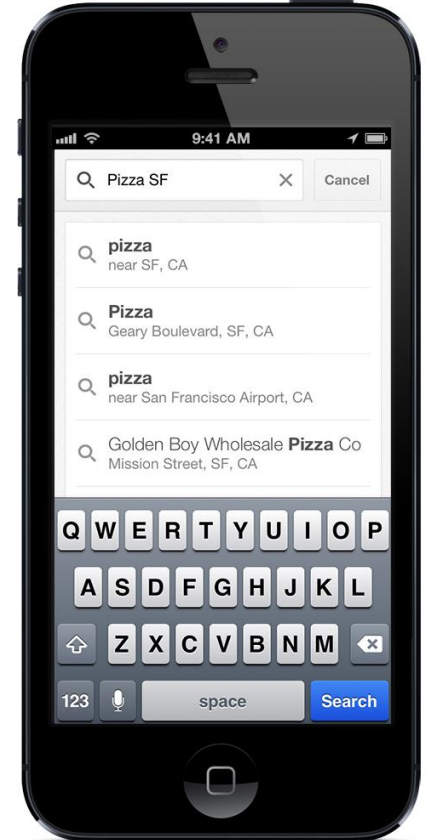 9:41 AM
Pizza SF
Cancel
pizza
near SF, CA
Pizza
Geary Boulevard, SF, CA
pizza
near San Francisco Airport, CA
Golden Boy Wholesale Pizza Co
Mission Street, SF, CA
Q W E R T Y U I O P
A S D F G H J K L
Z X C V B N M
123 space Search